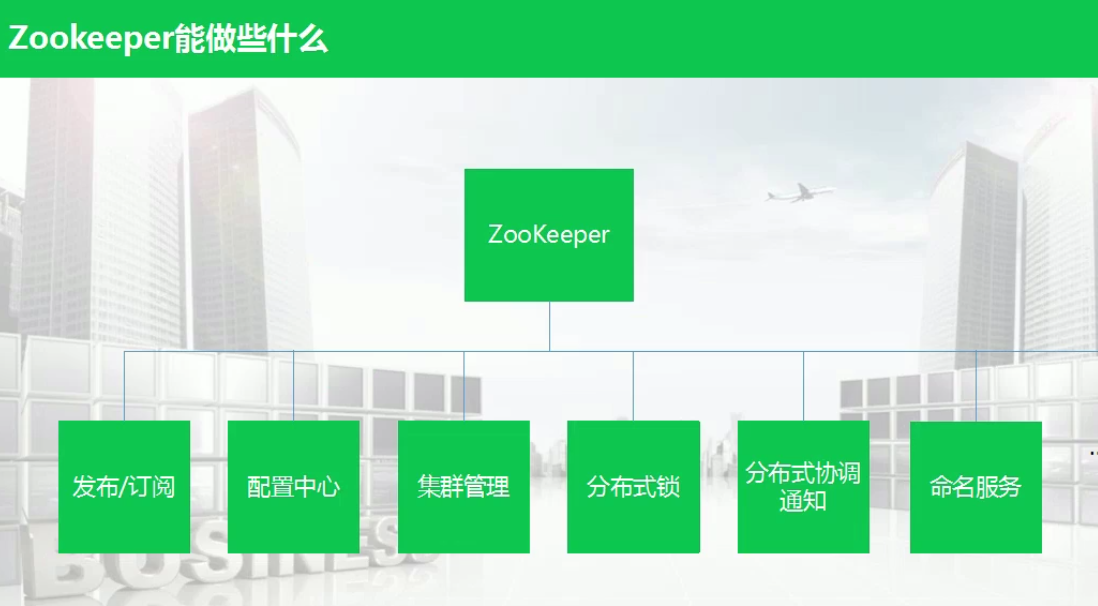 Zookeeper能做些什么
ZooKeeper
发布/订阅
配置中心
集群管理
分布式锁
分布式协调
通知
命名服务
..
BUSINESS